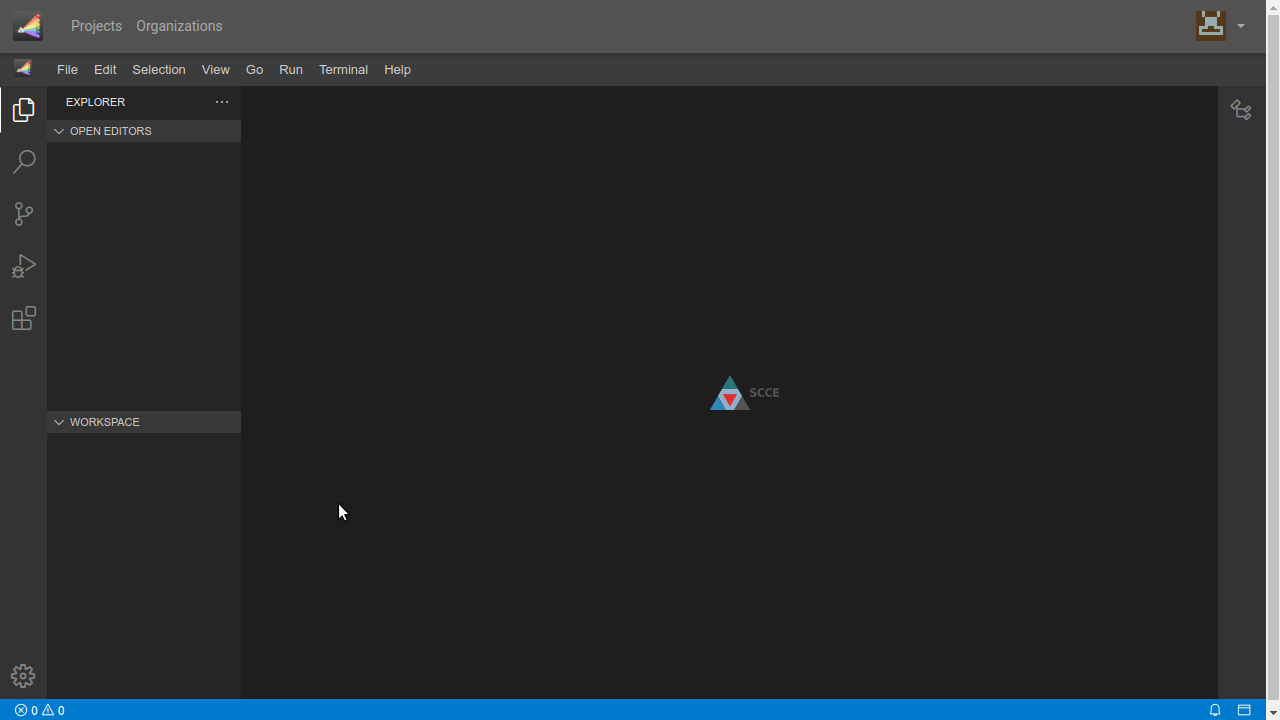 Projects Organizations
File Edit Selection View Go Run Terminal Help
EXPLORER
OPEN EDITORS
SCCE
WORKSPACE
0 0